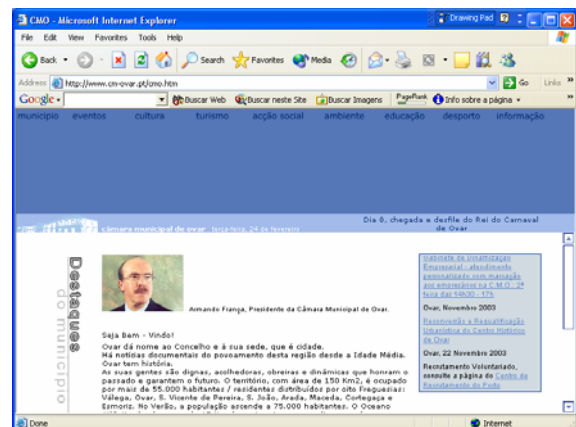 CMO - Microsoft Internet Explorer
Drawing Pad
File Edit View Favorites Tools Help
Back Search Favorites Media
Address http://www.cm-ovar.pt/cmo.htm Go Links »
Google Buscar Web Buscar neste Site Buscar Imagens PageRank Info sobre a página »
município eventos cultura turismo acção social ambiente educação desporto informação
Dia 8, chegada e desfile do Rei do Carnaval
de Ovar
câmara municipal de ovar terça-feira, 24 de fevereiro
Destaques
do município
Armando França, Presidente da Câmara Municipal de Ovar.
Seja Bem - Vindo!
Ovar dá nome ao Concelho e à sua sede, que é cidade.
Há notícias documentais do povoamento desta região desde a Idade Média.
Ovar tem história.
As suas gentes são dignas, acolhedoras, obreiras e dinâmicas que honram o
passado e garantem o futuro. O território, com área de 150 Km2, é ocupado
por mais de 55.000 habitantes / residentes distribuídos por oito Freguesias:
Válega, Ovar, S. Vicente de Pereira, S. João, Arada, Maceda, Cortegaça e
Esmoriz. No Verão, a população ascende a 75.000 habitantes. O Oceano
Gabinete de Dinamização
Empresarial - atendimento
personalizado com marcação
aos empresários na C.M.O.: 2ª
feira das 14h30 - 17h
Ovar, Novembro 2003
Reconversão e Requalificação
Urbanística do Centro Histórico
de Ovar
Ovar, 22 Novembro 2003
Recrutamento Voluntariado,
consulte a página do Centro de
Recrutamento do Porto
Done Internet